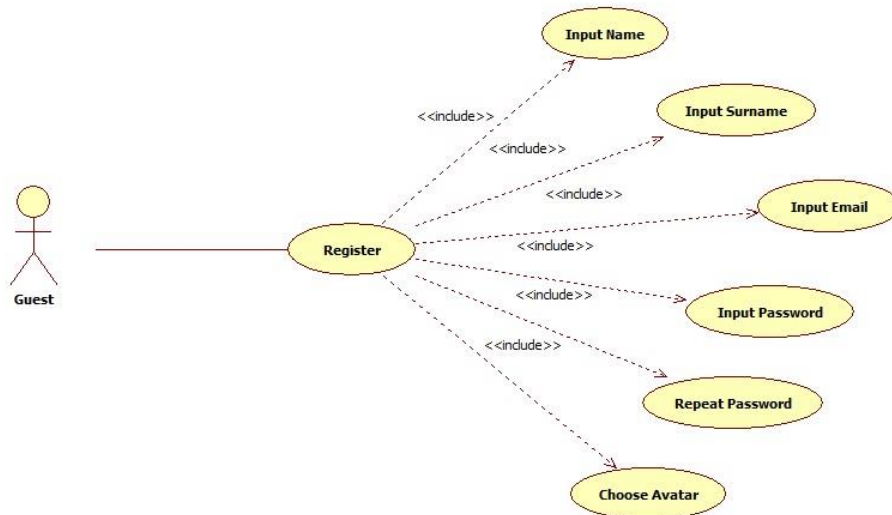 Input Name
<<include>>
Input Surname
<<include>>
<<include>>
Input Email
Guest
Register
<<include>>
<<include>>
Input Password
<<include>>
Repeat Password
Choose Avatar